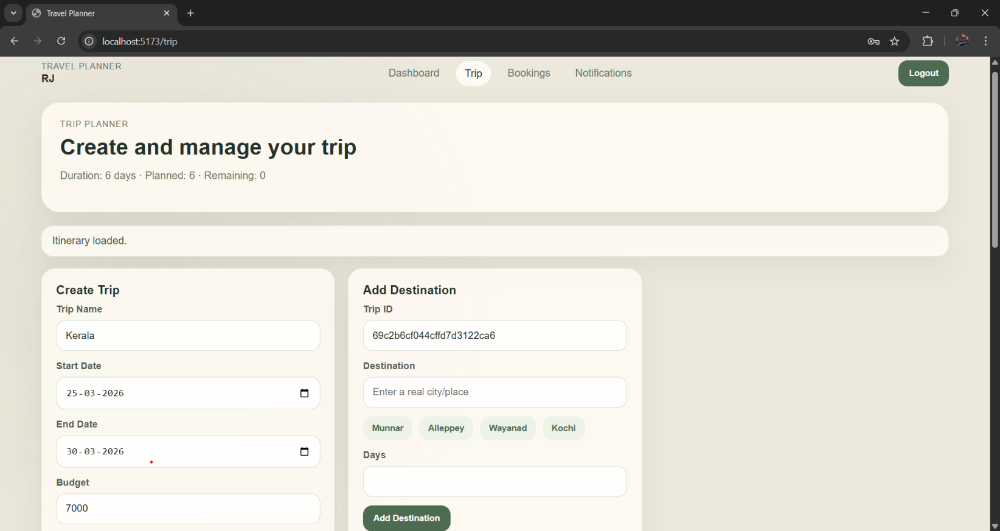 Travel Planner
localhost:5173/trip
TRAVEL PLANNER
RJ
Dashboard
Trip
Bookings
Notifications
Logout
TRIP PLANNER
Create and manage your trip
Duration: 6 days · Planned: 6 · Remaining: 0
Itinerary loaded.
Create Trip
Trip Name
Kerala
Start Date
25-03-2026
End Date
30-03-2026
Budget
7000
Add Destination
Trip ID
69c2b6cf044cffd7d3122ca6
Destination
Enter a real city/place
Munnar
Alleppey
Wayanad
Kochi
Days
Add Destination